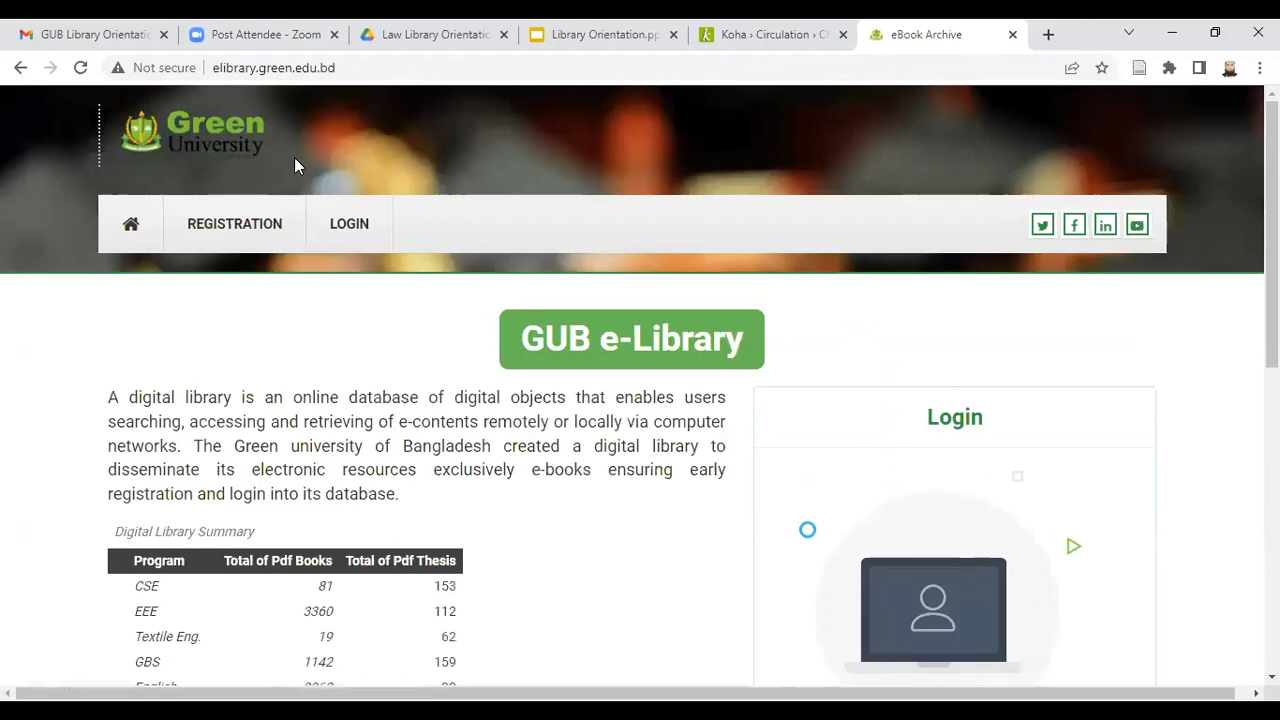 GUB Library Orientatio
Post Attendee - Zoom
Law Library Orientatio
Library Orientation.pp
Koha › Circulation › Ch
eBook Archive
Not secure
elibrary.green.edu.bd
Green
University
REGISTRATION
LOGIN
GUB e-Library
A digital library is an online database of digital objects that enables users
searching, accessing and retrieving of e-contents remotely or locally via computer
networks. The Green university of Bangladesh created a digital library to
disseminate its electronic resources exclusively e-books ensuring early
registration and login into its database.
Login
Digital Library Summary
Program Total of Pdf Books Total of Pdf Thesis
CSE 81 153
EEE 3360 112
Textile Eng. 19 62
GBS 1142 159
English